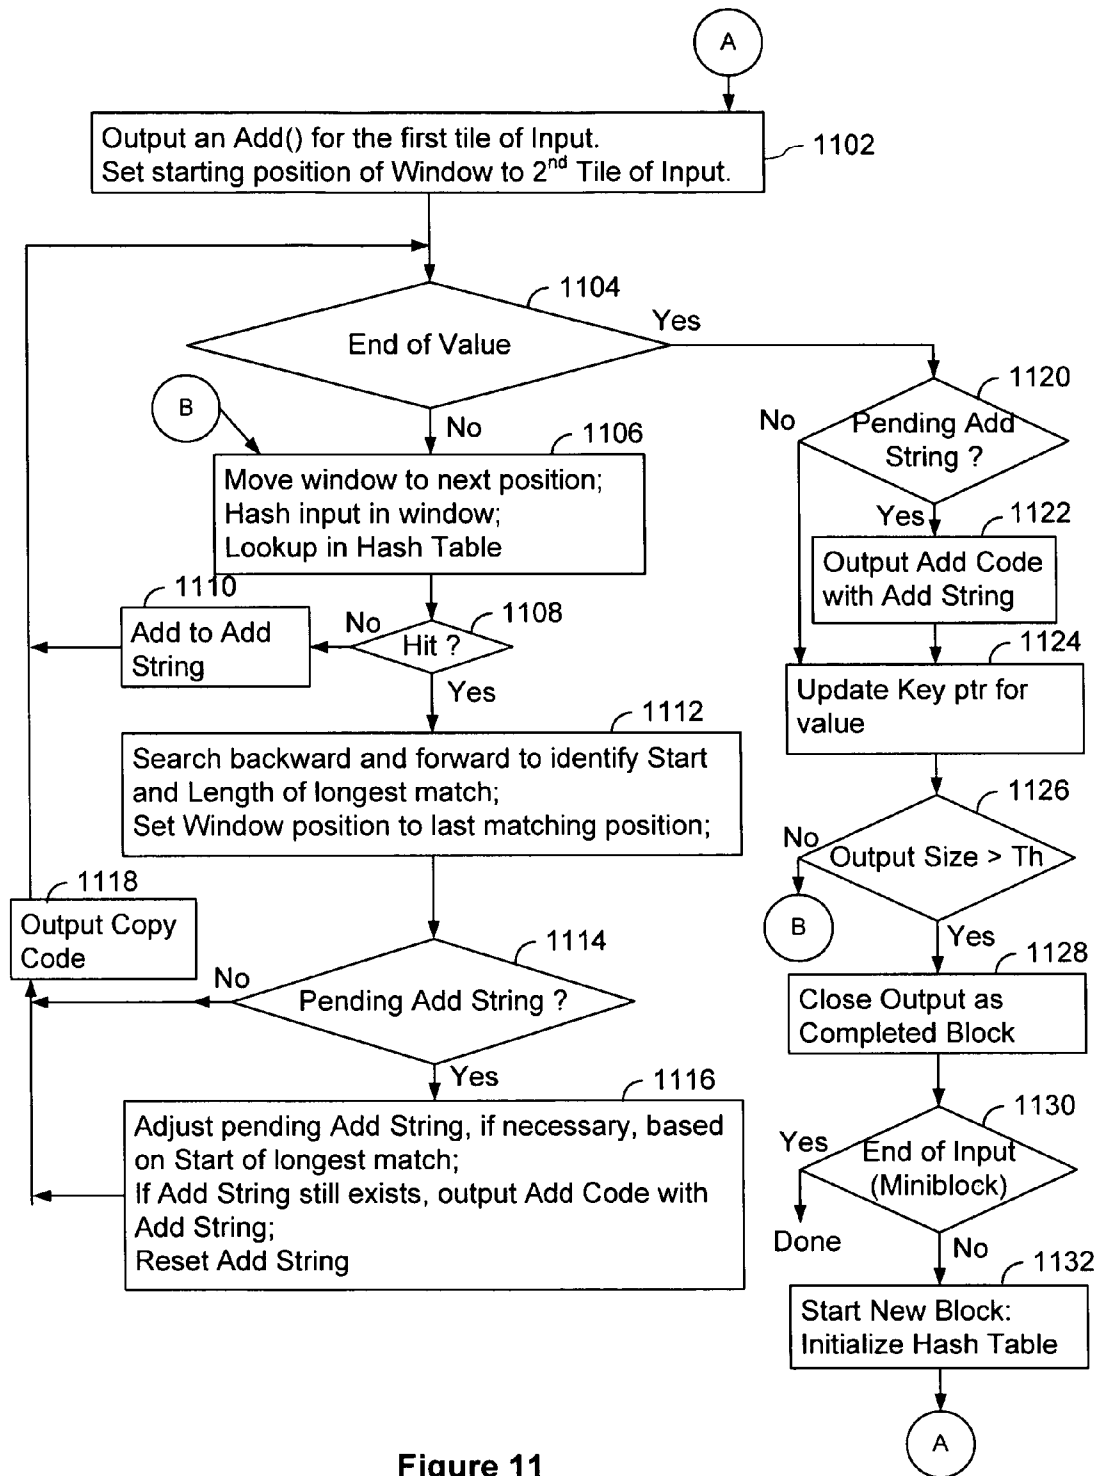 A
Output an Add() for the first tile of Input.
Set starting position of Window to 2nd Tile of Input.
1102
1104
End of Value
Yes
No
B
1106
Move window to next position;
Hash input in window;
Lookup in Hash Table
1110
Add to Add
String
No
1108
Hit ?
Yes
1112
Search backward and forward to identify Start
and Length of longest match;
Set Window position to last matching position;
1118
Output Copy
Code
No
1114
Pending Add String ?
Yes
1116
Adjust pending Add String, if necessary, based
on Start of longest match;
If Add String still exists, output Add Code with
Add String;
Reset Add String
1120
No
Pending Add
String ?
Yes
1122
Output Add Code
with Add String
1124
Update Key ptr for
value
1126
No
Output Size > Th
B
Yes
1128
Close Output as
Completed Block
1130
Yes
End of Input
(Miniblock)
Done
No
1132
Start New Block:
Initialize Hash Table
A
Figure 11